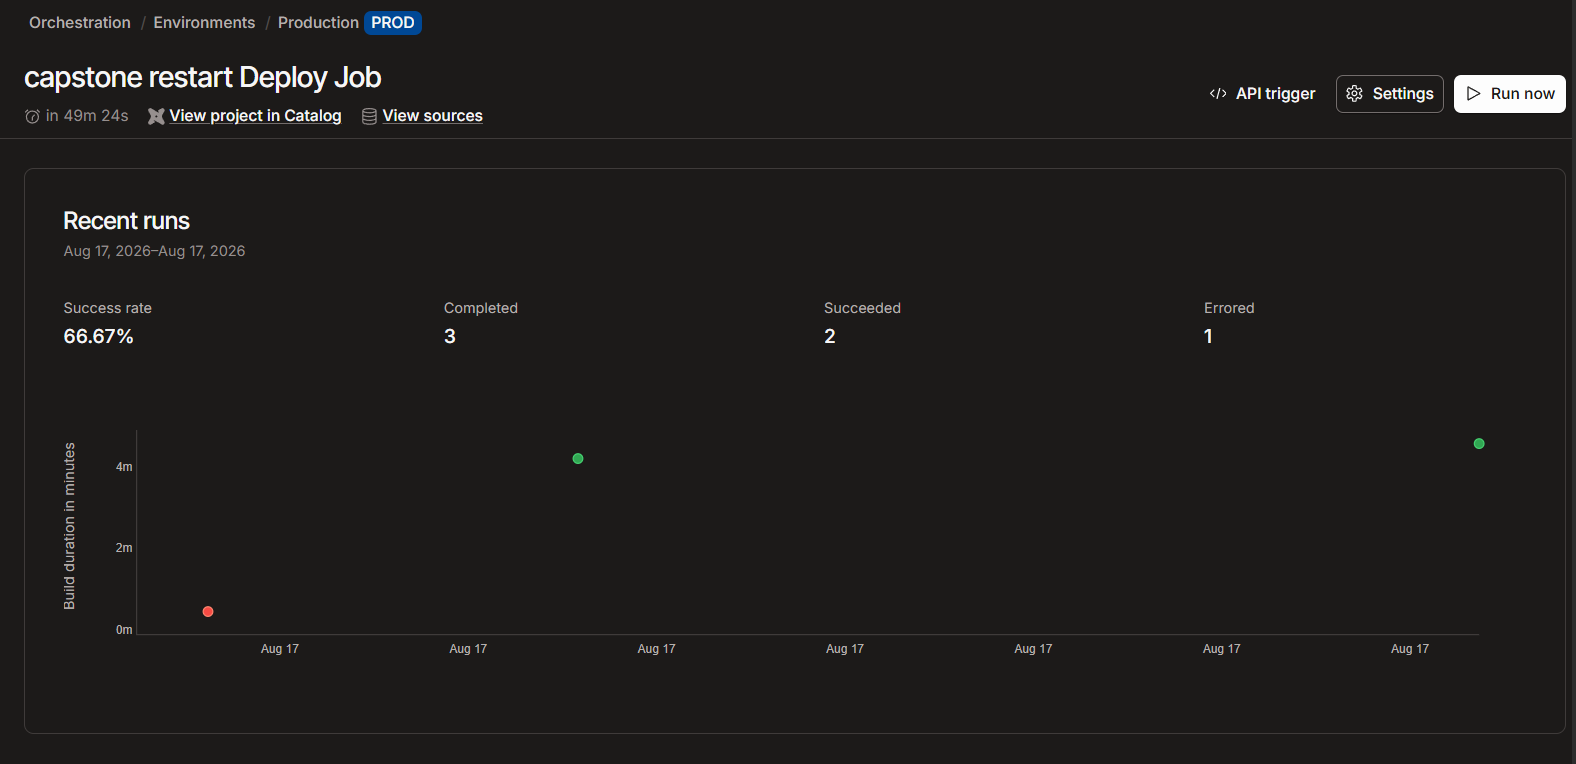 Orchestration / Environments / Production PROD
capstone restart Deploy Job
in 49m 24s View project in Catalog View sources
</> API trigger Settings Run now
Recent runs
Aug 17, 2026–Aug 17, 2026
Success rate Completed Succeeded Errored
66.67% 3 2 1
Build duration in minutes
4m
2m
0m
Aug 17 Aug 17 Aug 17 Aug 17 Aug 17 Aug 17 Aug 17